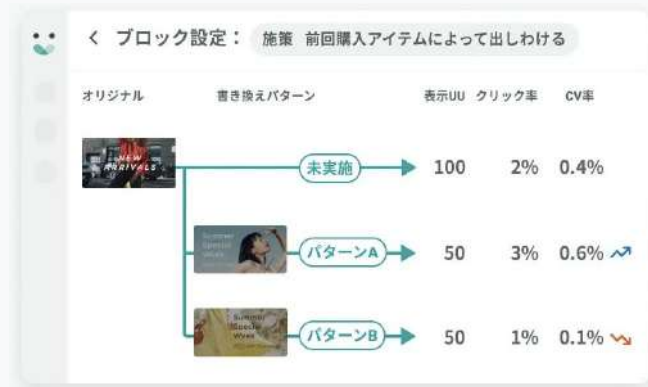 ブロック設定： 施策 前回購入アイテムによって出しわける
オリジナル 書き換えパターン 表示UU クリック率 CV率
NEW
ARRIVALS
未実施 100 2% 0.4%
Summer
Special
Week
パターンA 50 3% 0.6%
Summer
Special
Week
パターンB 50 1% 0.1%